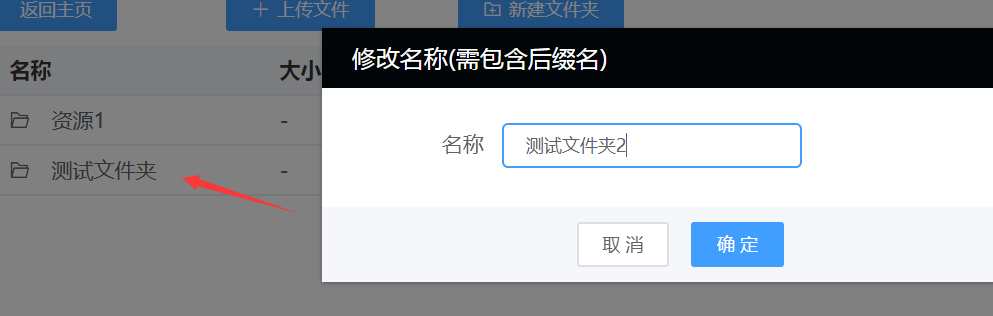 返回主页
上传文件
新建文件夹
修改名称(需包含后缀名)
名称 大小
资源1 -
测试文件夹 -
名称 测试文件夹2
取 消 确 定